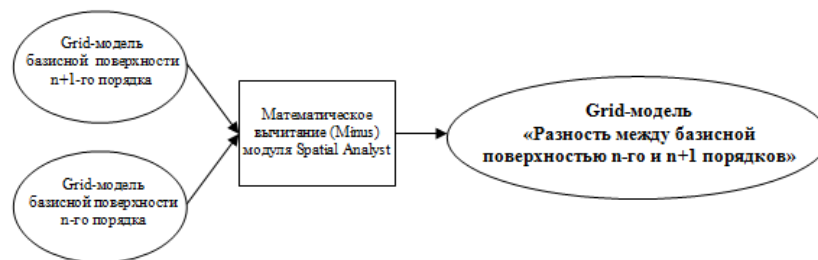 Grid-модель
базисной поверхности
n+1-го порядка
Grid-модель
базисной поверхности
n-го порядка
Математическое
вычитание (Minus)
модуля Spatial Analyst
Grid-модель
«Разность между базисной
поверхностью n-го и n+1 порядков»